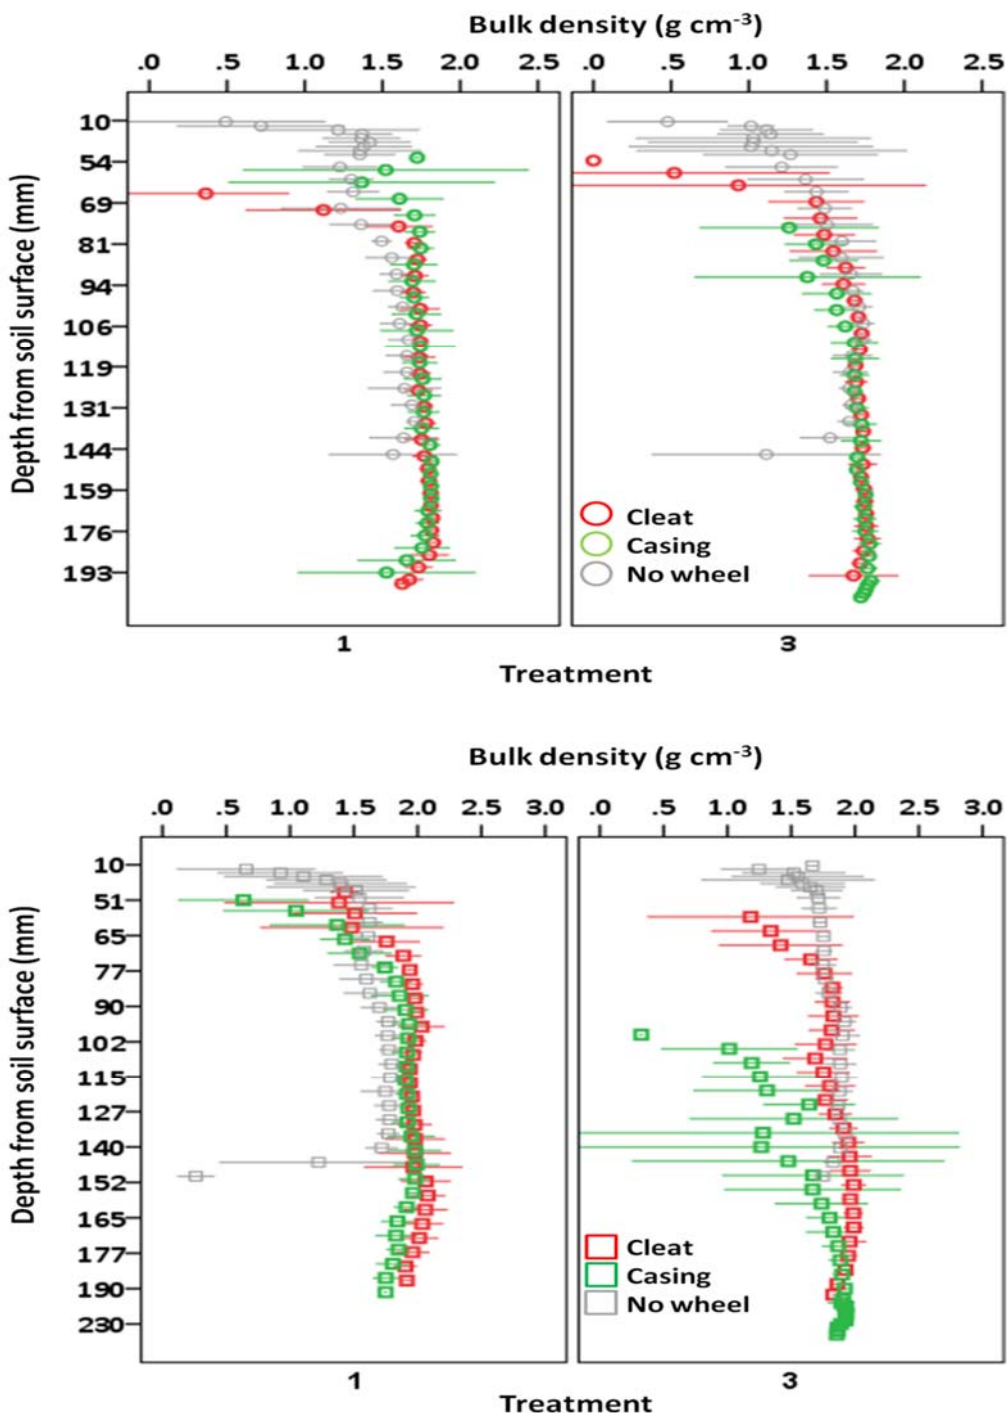 Bulk density (g cm-3)
.0 .5 1.0 1.5 2.0 2.5 .0 .5 1.0 1.5 2.0 2.5
Depth from soil surface (mm)
10
54
69
81
94
106
119
131
144
159
176
193
Cleat
Casing
No wheel
1 3
Treatment
Bulk density (g cm-3)
.0 .5 1.0 1.5 2.0 2.5 3.0 .0 .5 1.0 1.5 2.0 2.5 3.0
Depth from soil surface (mm)
10
51
65
77
90
102
115
127
140
152
165
177
190
230
Cleat
Casing
No wheel
1 3
Treatment